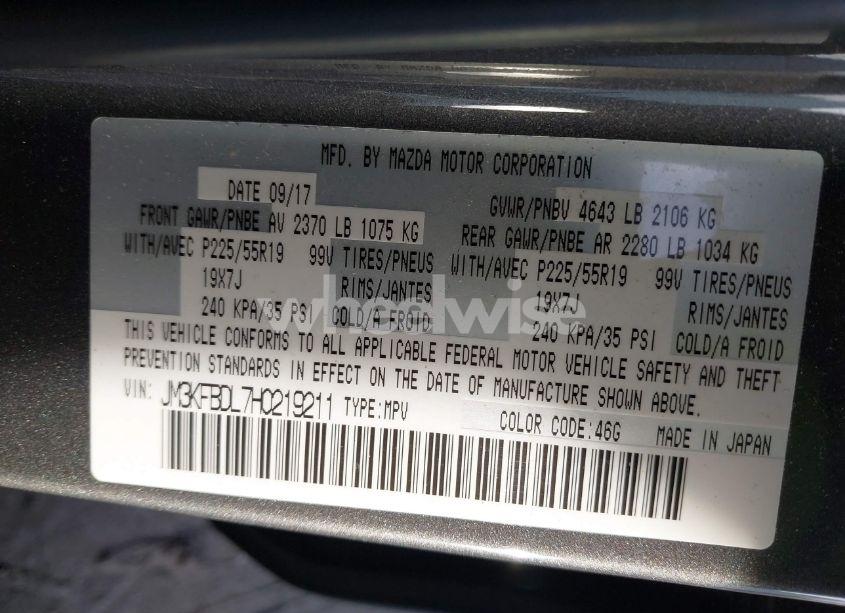 MFD. BY MAZDA MOTOR CORPORATION
DATE 09/17
GVWR/PNBV 4643 LB 2106 KG
FRONT GAWR/PNBE AV 2370 LB 1075 KG
REAR GAWR/PNBE AR 2280 LB 1034 KG
WITH/AVEC P225/55R19 99V TIRES/PNEUS
WITH/AVEC P225/55R19 99V TIRES/PNEUS
19X7J RIMS/JANTES
19X7J RIMS/JANTES
240 KPA/35 PSI COLD/A FROID
240 KPA/35 PSI COLD/A FROID
THIS VEHICLE CONFORMS TO ALL APPLICABLE FEDERAL MOTOR VEHICLE SAFETY AND THEFT
PREVENTION STANDARDS IN EFFECT ON THE DATE OF MANUFACTURE SHOWN ABOVE.
VIN: JM3KFBDL7H0219211 TYPE:MPV
COLOR CODE:46G MADE IN JAPAN
wheelwise